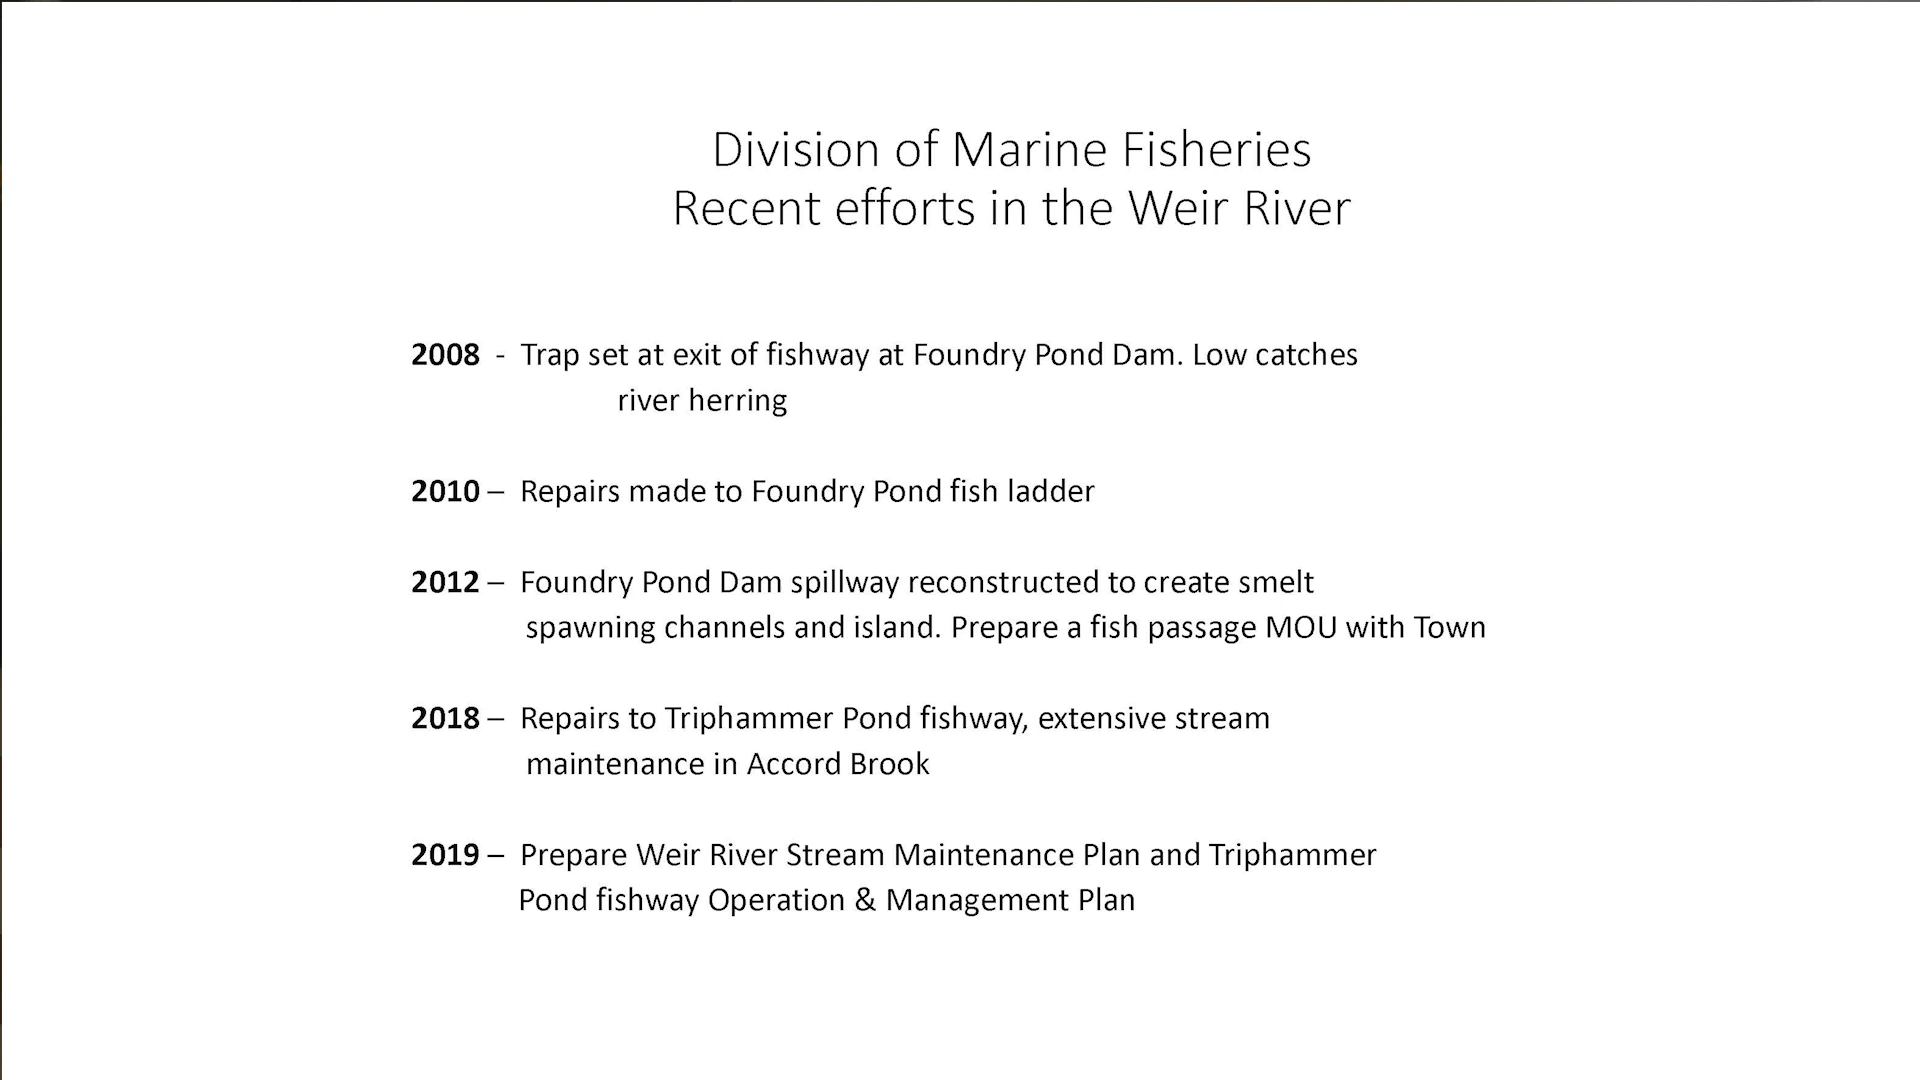 Division of Marine Fisheries
Recent efforts in the Weir River
2008 - Trap set at exit of fishway at Foundry Pond Dam. Low catches
river herring
2010 – Repairs made to Foundry Pond fish ladder
2012 – Foundry Pond Dam spillway reconstructed to create smelt
spawning channels and island. Prepare a fish passage MOU with Town
2018 – Repairs to Triphammer Pond fishway, extensive stream
maintenance in Accord Brook
2019 – Prepare Weir River Stream Maintenance Plan and Triphammer
Pond fishway Operation & Management Plan